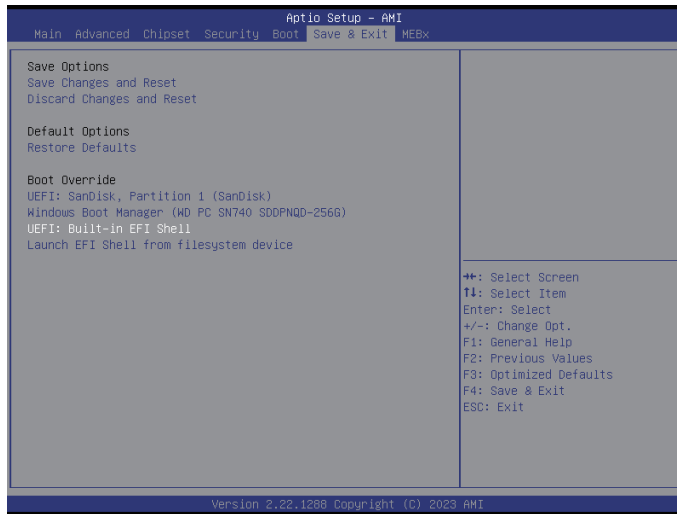 Aptio Setup – AMI
Main Advanced Chipset Security Boot Save & Exit MEBx
Save Options
Save Changes and Reset
Discard Changes and Reset
Default Options
Restore Defaults
Boot Override
UEFI: SanDisk, Partition 1 (SanDisk)
Windows Boot Manager (WD PC SN740 SDDPNQD-256G)
UEFI: Built-in EFI Shell
Launch EFI Shell from filesystem device
→←: Select Screen
↑↓: Select Item
Enter: Select
+/-: Change Opt.
F1: General Help
F2: Previous Values
F3: Optimized Defaults
F4: Save & Exit
ESC: Exit
Version 2.22.1288 Copyright (C) 2023 AMI